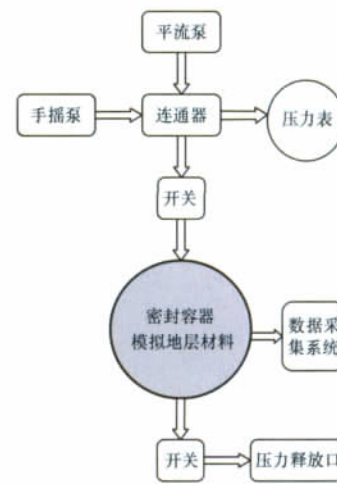 平流泵
手摇泵
连通器
压力表
开关
密封容器
模拟地层材料
数据采
集系统
开关
压力释放口